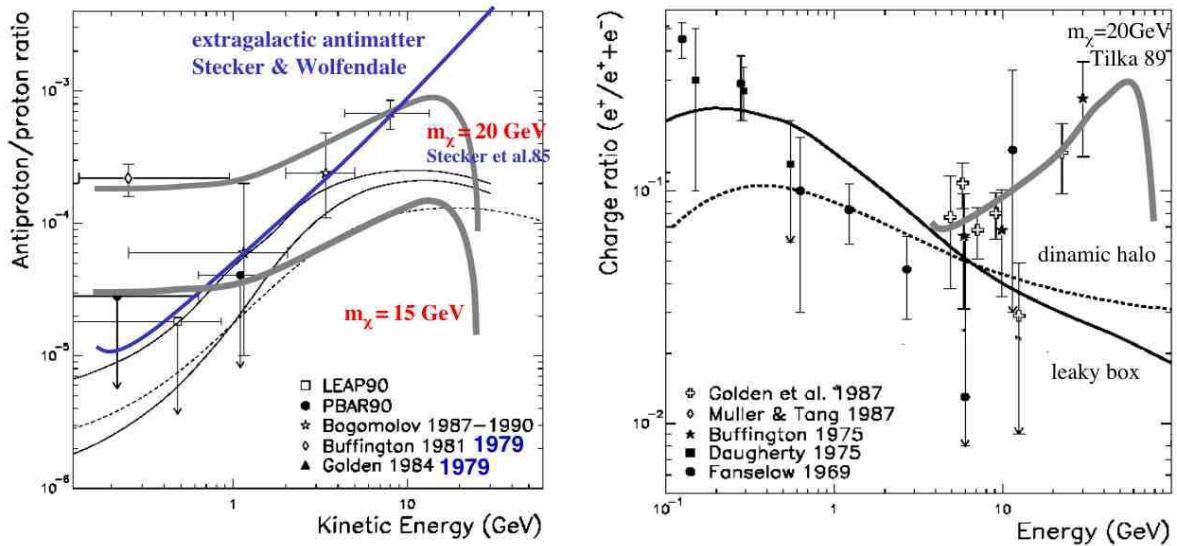 Antiproton/proton ratio
10⁻³
10⁻⁴
10⁻⁵
10⁻⁶
extragalactic antimatter
Stecker & Wolfendale
mχ = 20 GeV
Stecker et al.85
mχ = 15 GeV
LEAP90
PBAR90
Bogomolov 1987-1990
Buffington 1981 1979
Golden 1984 1979
1
10
Kinetic Energy (GeV)
Charge ratio (e⁺/e⁺+e⁻)
10⁻¹
10⁻²
mχ=20GeV
Tilka 89
dinamic halo
leaky box
Golden et al. 1987
Muller & Tang 1987
Buffington 1975
Daugherty 1975
Fanselow 1969
10⁻¹
1
10
Energy (GeV)